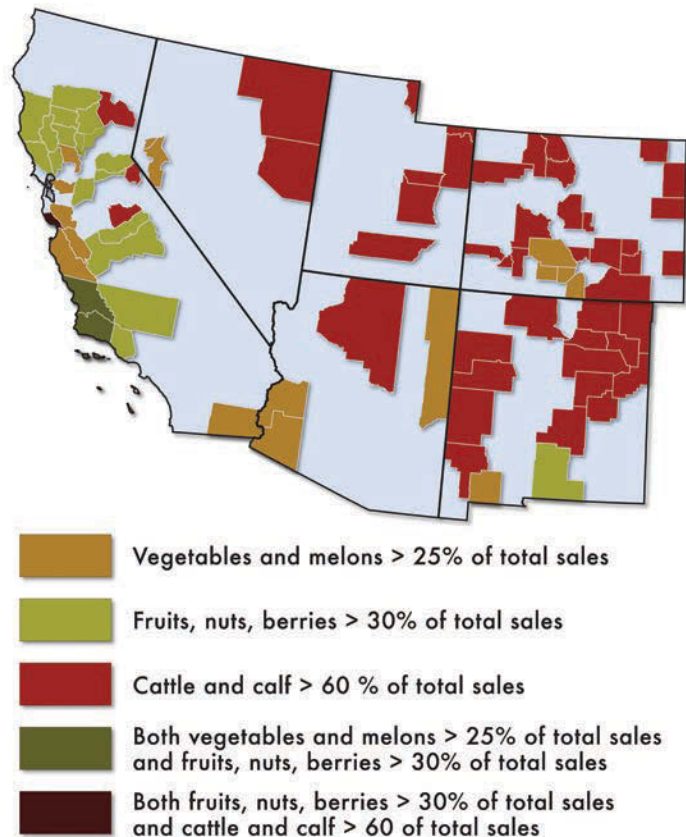 Vegetables and melons > 25% of total sales
Fruits, nuts, berries > 30% of total sales
Cattle and calf > 60 % of total sales
Both vegetables and melons > 25% of total sales
and fruits, nuts, berries > 30% of total sales
Both fruits, nuts, berries > 30% of total sales
and cattle and calf > 60 of total sales